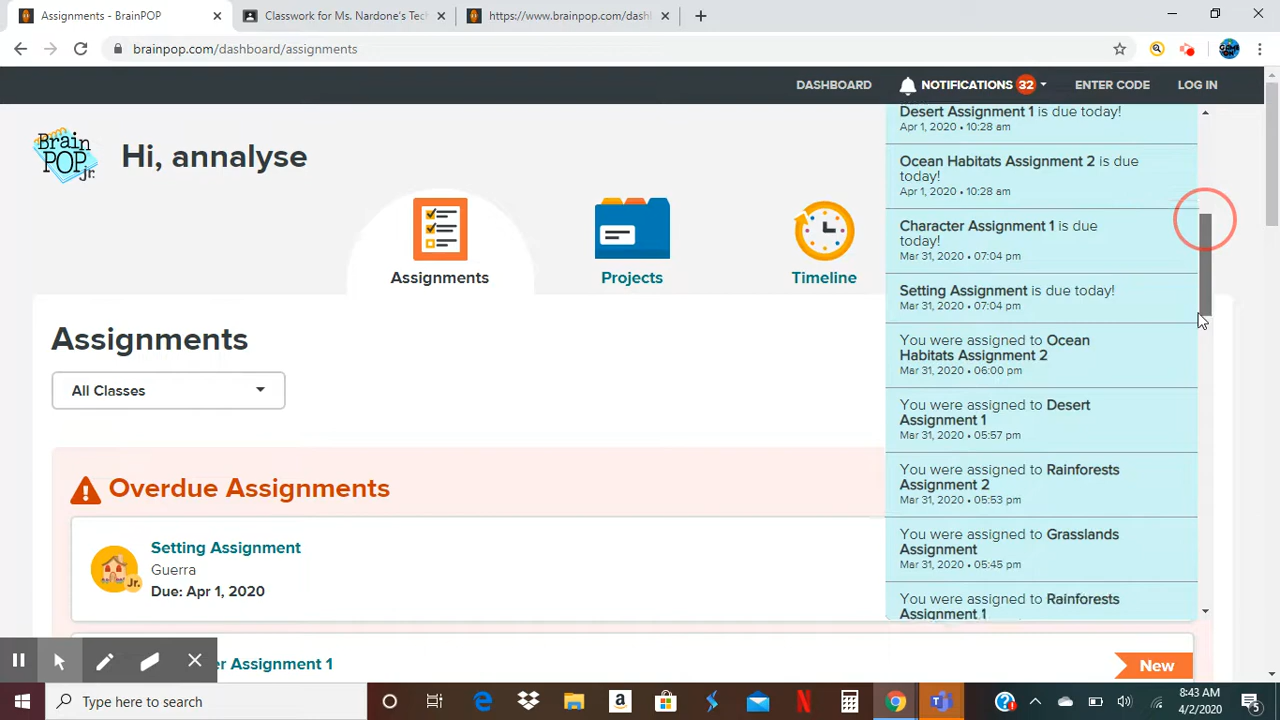 Assignments - BrainPOP
Classwork for Ms. Nardone's Tech
https://www.brainpop.com/dash
brainpop.com/dashboard/assignments
DASHBOARD
NOTIFICATIONS 32
ENTER CODE
LOG IN
Brain
POP Jr.
Hi, annalyse
Assignments
Projects
Timeline
Desert Assignment 1 is due today!
Apr 1, 2020 • 10:28 am
Ocean Habitats Assignment 2 is due
today!
Apr 1, 2020 • 10:28 am
Character Assignment 1 is due
today!
Mar 31, 2020 • 07:04 pm
Setting Assignment is due today!
Mar 31, 2020 • 07:04 pm
You were assigned to Ocean
Habitats Assignment 2
Mar 31, 2020 • 06:00 pm
You were assigned to Desert
Assignment 1
Mar 31, 2020 • 05:57 pm
You were assigned to Rainforests
Assignment 2
Mar 31, 2020 • 05:53 pm
You were assigned to Grasslands
Assignment
Mar 31, 2020 • 05:45 pm
You were assigned to Rainforests
Assignment 1
Assignments
All Classes
Overdue Assignments
Jr.
Setting Assignment
Guerra
Due: Apr 1, 2020
er Assignment 1
New
Type here to search
8:43 AM
4/2/2020
5